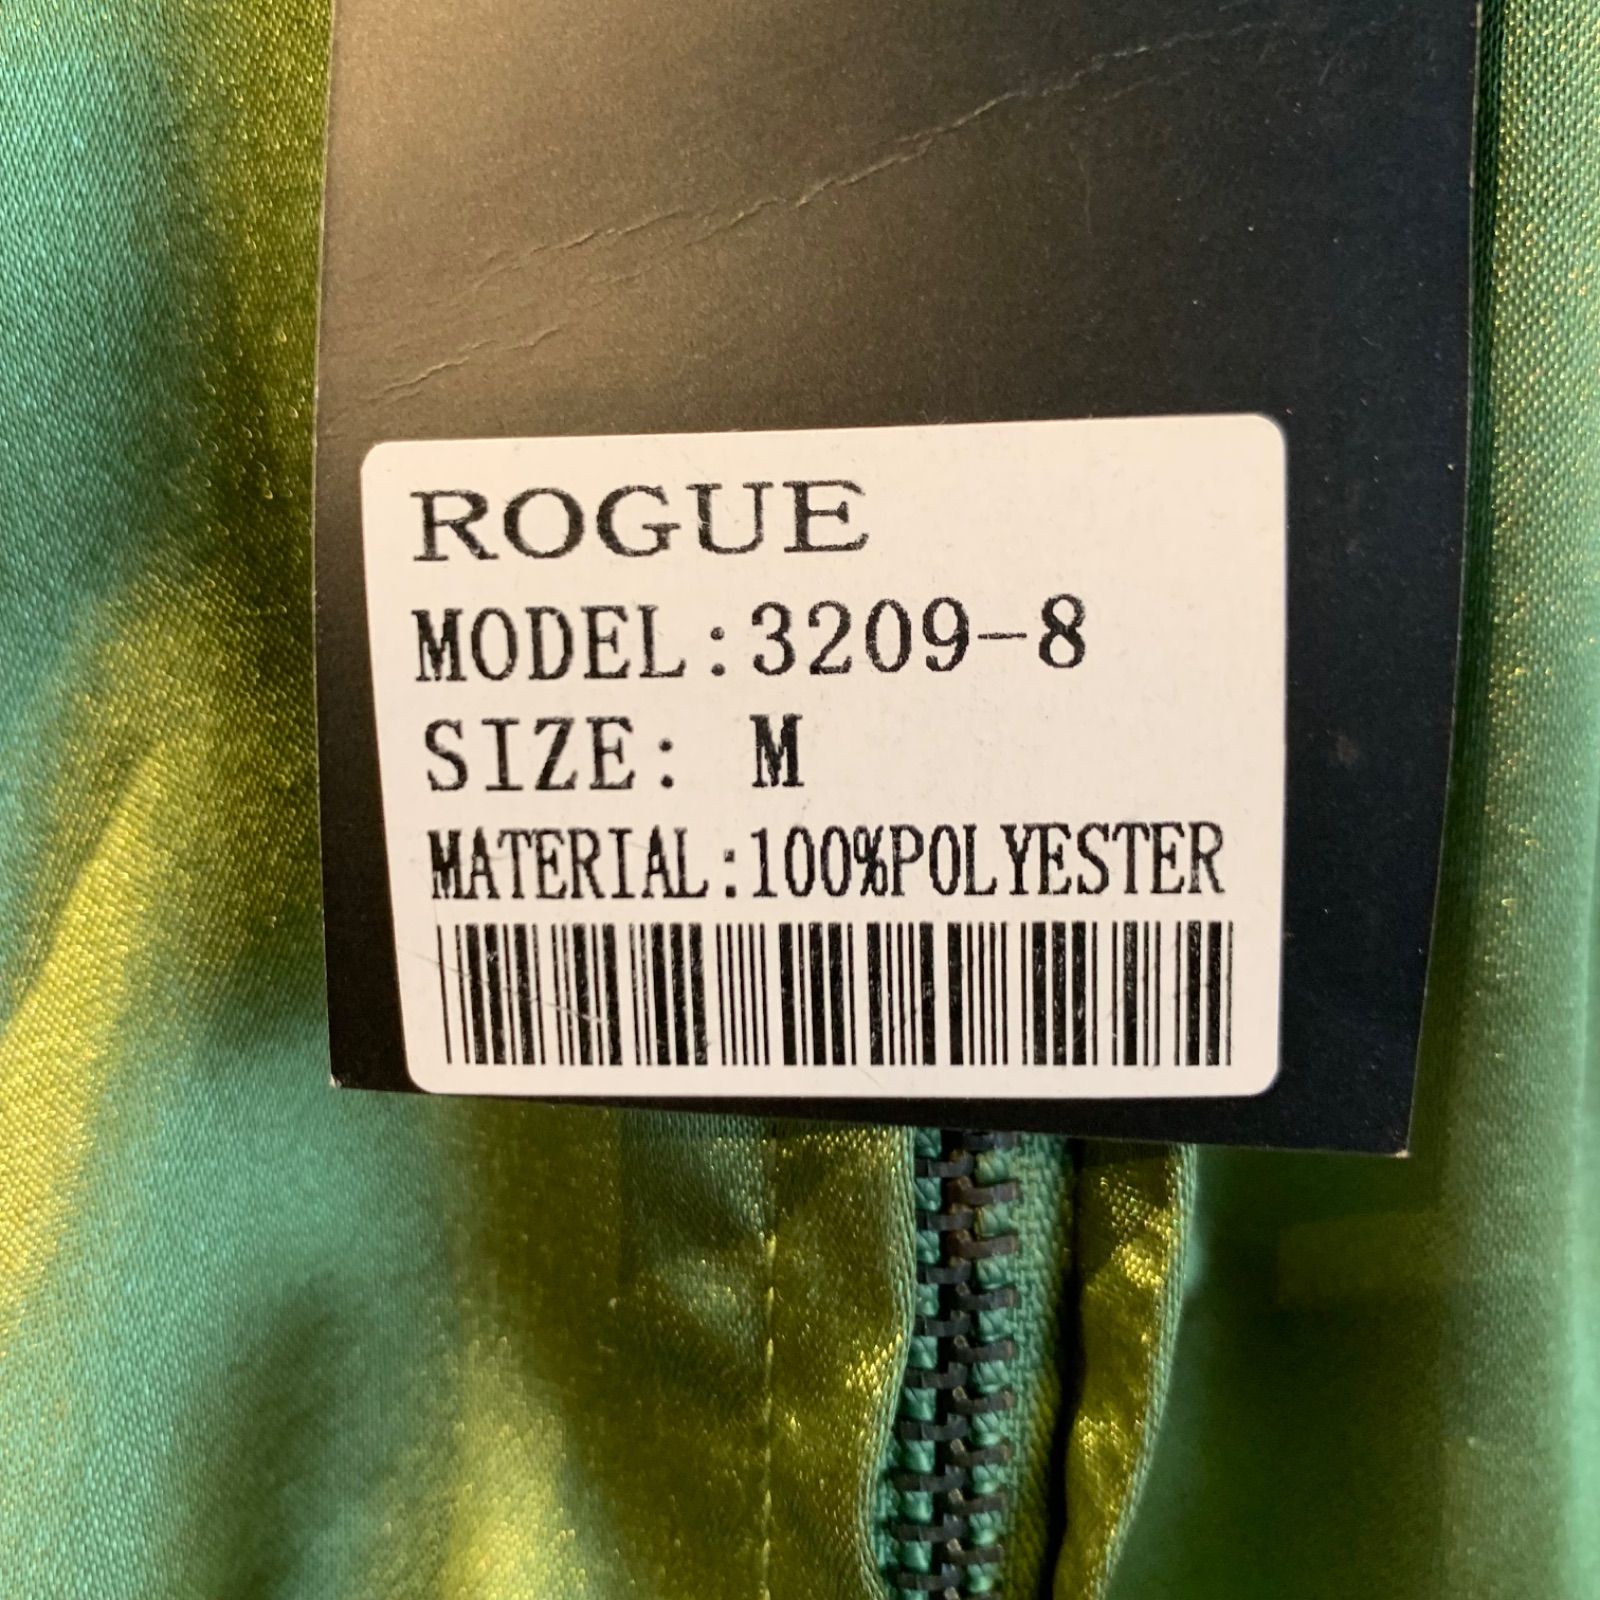 ROGUE
MODEL:3209-8
SIZE: M
MATERIAL:100%POLYESTER